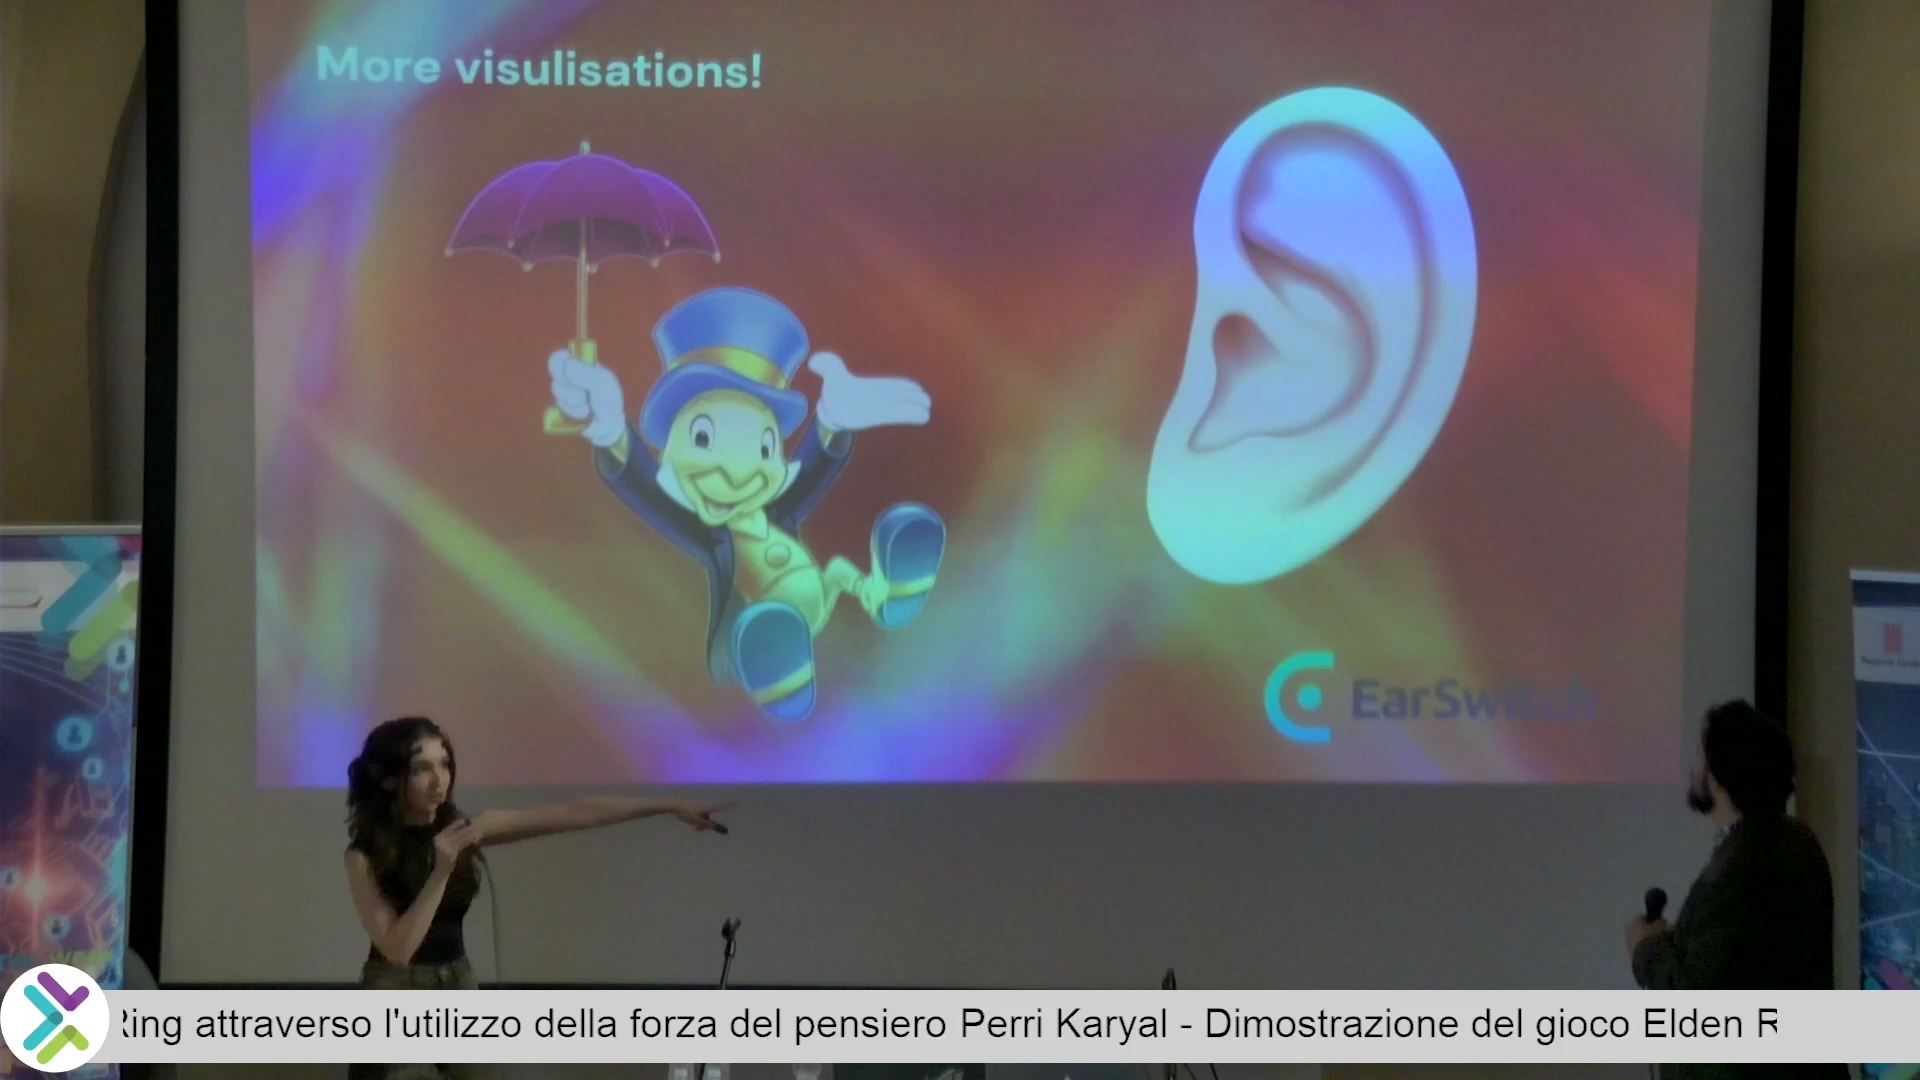 More visulisations!
EarSwitch
Ring attraverso l'utilizzo della forza del pensiero Perri Karyal - Dimostrazione del gioco Elden R